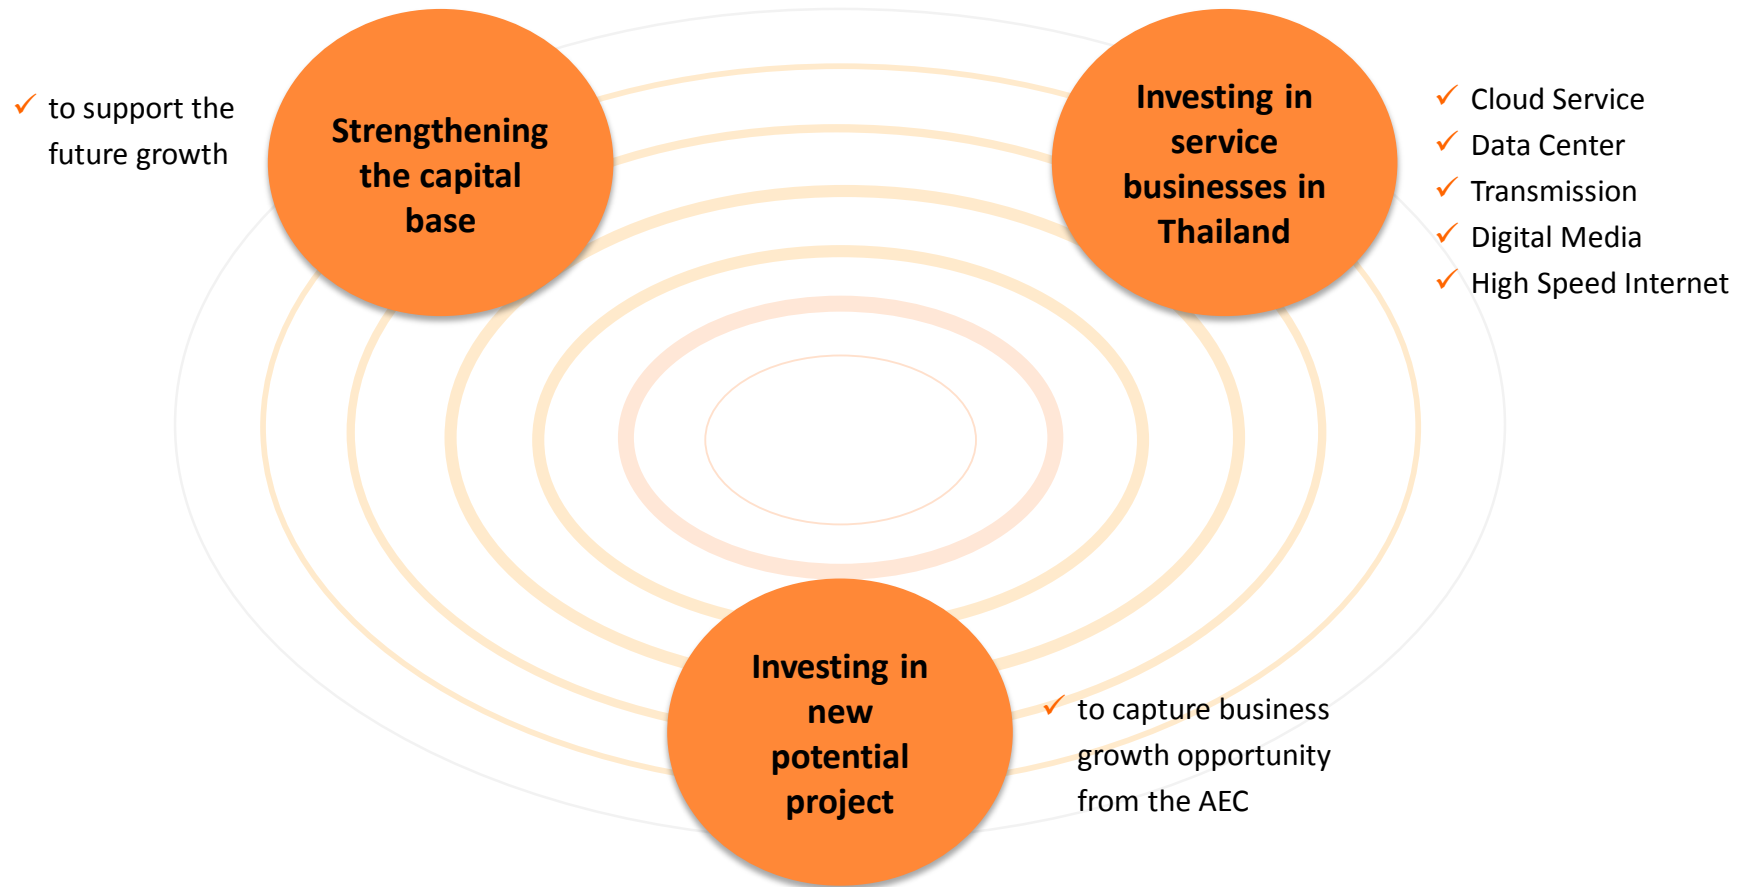 ✓ to support the
future growth
Strengthening
the capital
base
Investing in
service
businesses in
Thailand
✓ Cloud Service
✓ Data Center
✓ Transmission
✓ Digital Media
✓ High Speed Internet
Investing in
new
potential
project
✓ to capture business
growth opportunity
from the AEC